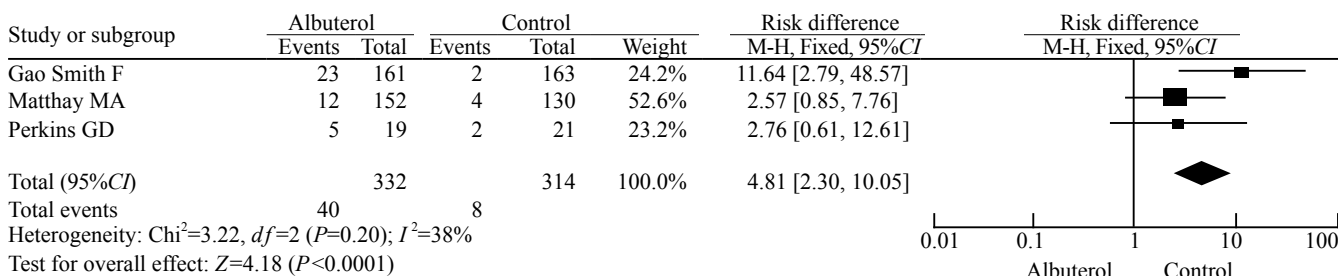 Study or subgroup Albuterol Control Risk difference Risk difference
Events Total Events Total Weight M-H, Fixed, 95%CI M-H, Fixed, 95%CI
Gao Smith F 23 161 2 163 24.2% 11.64 [2.79, 48.57]
Matthay MA 12 152 4 130 52.6% 2.57 [0.85, 7.76]
Perkins GD 5 19 2 21 23.2% 2.76 [0.61, 12.61]
Total (95%CI) 332 314 100.0% 4.81 [2.30, 10.05]
Total events 40 8
Heterogeneity: Chi²=3.22, df=2 (P=0.20); I²=38%
Test for overall effect: Z=4.18 (P<0.0001)
0.01 0.1 1 10 100
Albuterol Control